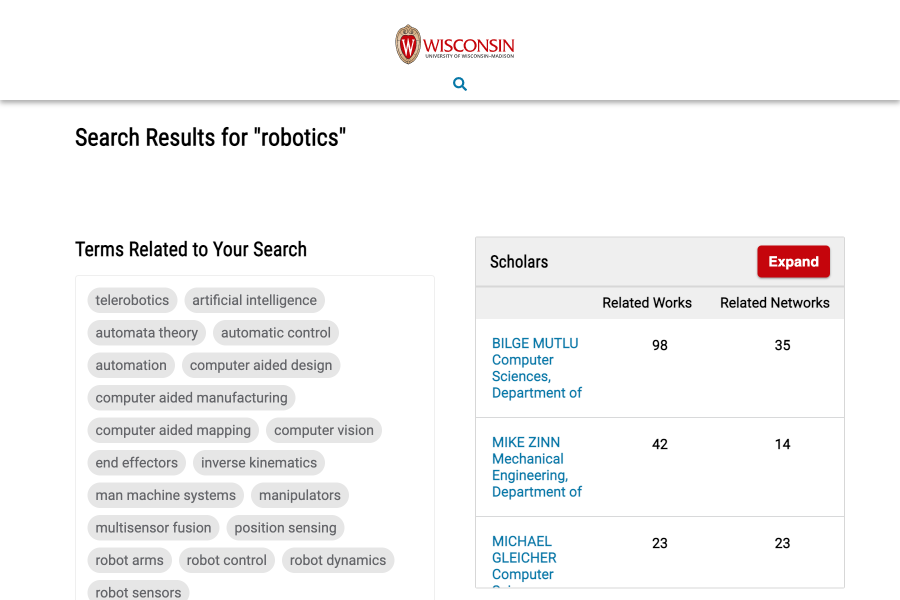 W WISCONSIN
UNIVERSITY OF WISCONSIN–MADISON
Search Results for "robotics"
Terms Related to Your Search
telerobotics artificial intelligence
automata theory automatic control
automation computer aided design
computer aided manufacturing
computer aided mapping computer vision
end effectors inverse kinematics
man machine systems manipulators
multisensor fusion position sensing
robot arms robot control robot dynamics
robot sensors
Scholars Expand
Related Works Related Networks
BILGE MUTLU 98 35
Computer
Sciences,
Department of
MIKE ZINN 42 14
Mechanical
Engineering,
Department of
MICHAEL 23 23
GLEICHER
Computer